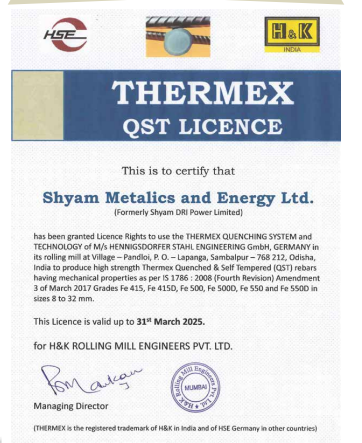 HSE
H&K
INDIA
THERMEX
QST LICENCE
This is to certify that
Shyam Metalics and Energy Ltd.
(Formerly Shyam DRI Power Limited)
has been granted Licence Rights to use the THERMEX QUENCHING SYSTEM and
TECHNOLOGY of M/s HENNIGSDORFER STAHL ENGINEERING GmbH, GERMANY in
its rolling mill at Village – Pandloi, P. O. – Lapanga, Sambalpur – 768 212, Odisha,
India to produce high strength Thermex Quenched & Self Tempered (QST) rebars
having mechanical properties as per IS 1786 : 2008 (Fourth Revision) Amendment
3 of March 2017 Grades Fe 415, Fe 415D, Fe 500, Fe 500D, Fe 550 and Fe 550D in
sizes 8 to 32 mm.
This Licence is valid up to 31st March 2025.
for H&K ROLLING MILL ENGINEERS PVT. LTD.
H&K Rolling Mill Engineers Pvt. Ltd.
MUMBAI
Managing Director
(THERMEX is the registered trademark of H&K in India and of HSE Germany in other countries)